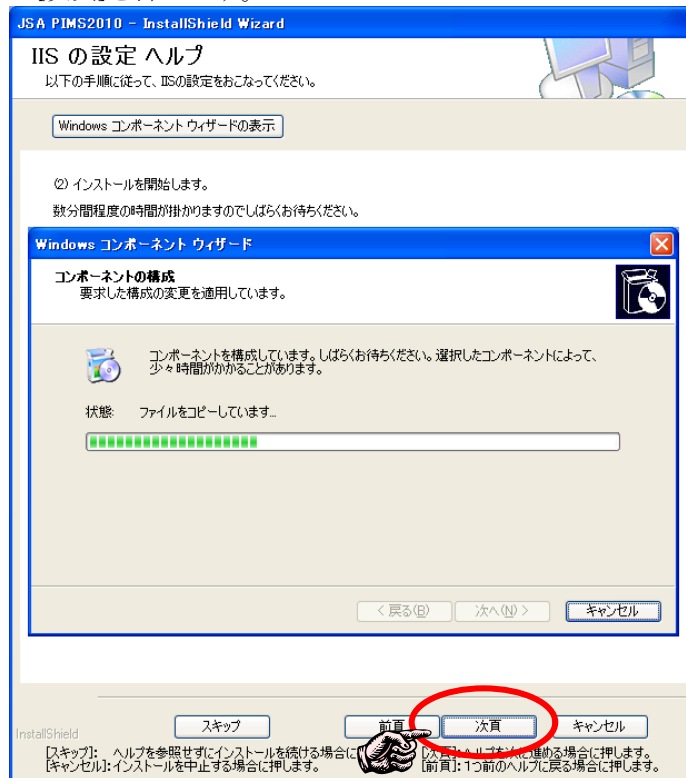 JSA PIMS2010 - InstallShield Wizard
IIS の設定 ヘルプ
以下の手順に従って、IISの設定をおこなってください。
Windows コンポーネント ウィザードの表示
(2) インストールを開始します。
数分間程度の時間が掛かりますのでしばらくお待ちください。
Windows コンポーネント ウィザード
コンポーネントの構成
要求した構成の変更を適用しています。
コンポーネントを構成しています。しばらくお待ちください。選択したコンポーネントによって、
少々時間がかかることがあります。
状態: ファイルをコピーしています...
< 戻る(B) 次へ(N) > キャンセル
InstallShield
スキップ 前頁 次頁 キャンセル
[スキップ]: ヘルプを参照せずにインストールを続ける場合に
[次頁]:ヘルプを次に進める場合に押します。
[キャンセル]:インストールを中止する場合に押します。
[前頁]:1つ前のヘルプに戻る場合に押します。